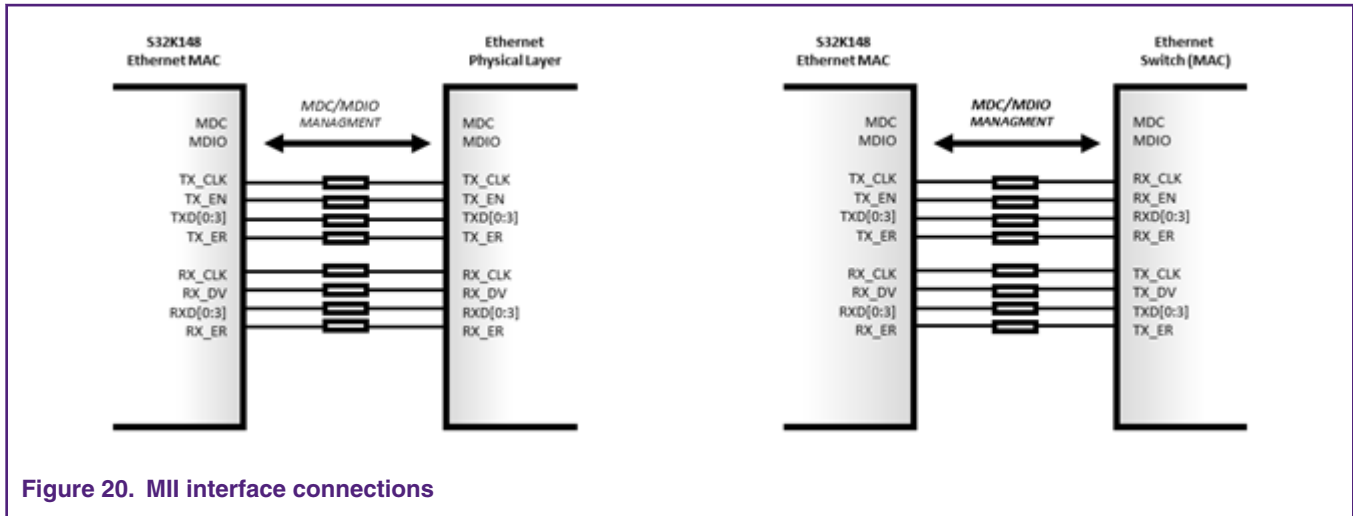 S32K148
Ethernet MAC
Ethernet
Physical Layer
MDC/MDIO
MANAGMENT
MDC
MDIO
TX_CLK
TX_EN
TXD[0:3]
TX_ER
RX_CLK
RX_DV
RXD[0:3]
RX_ER
MDC
MDIO
TX_CLK
TX_EN
TXD[0:3]
TX_ER
RX_CLK
RX_DV
RXD[0:3]
RX_ER
S32K148
Ethernet MAC
Ethernet
Switch (MAC)
MDC/MDIO
MANAGMENT
MDC
MDIO
TX_CLK
TX_EN
TXD[0:3]
TX_ER
RX_CLK
RX_DV
RXD[0:3]
RX_ER
MDC
MDIO
RX_CLK
RX_EN
RXD[0:3]
RX_ER
TX_CLK
TX_DV
TXD[0:3]
TX_ER
Figure 20. MII interface connections